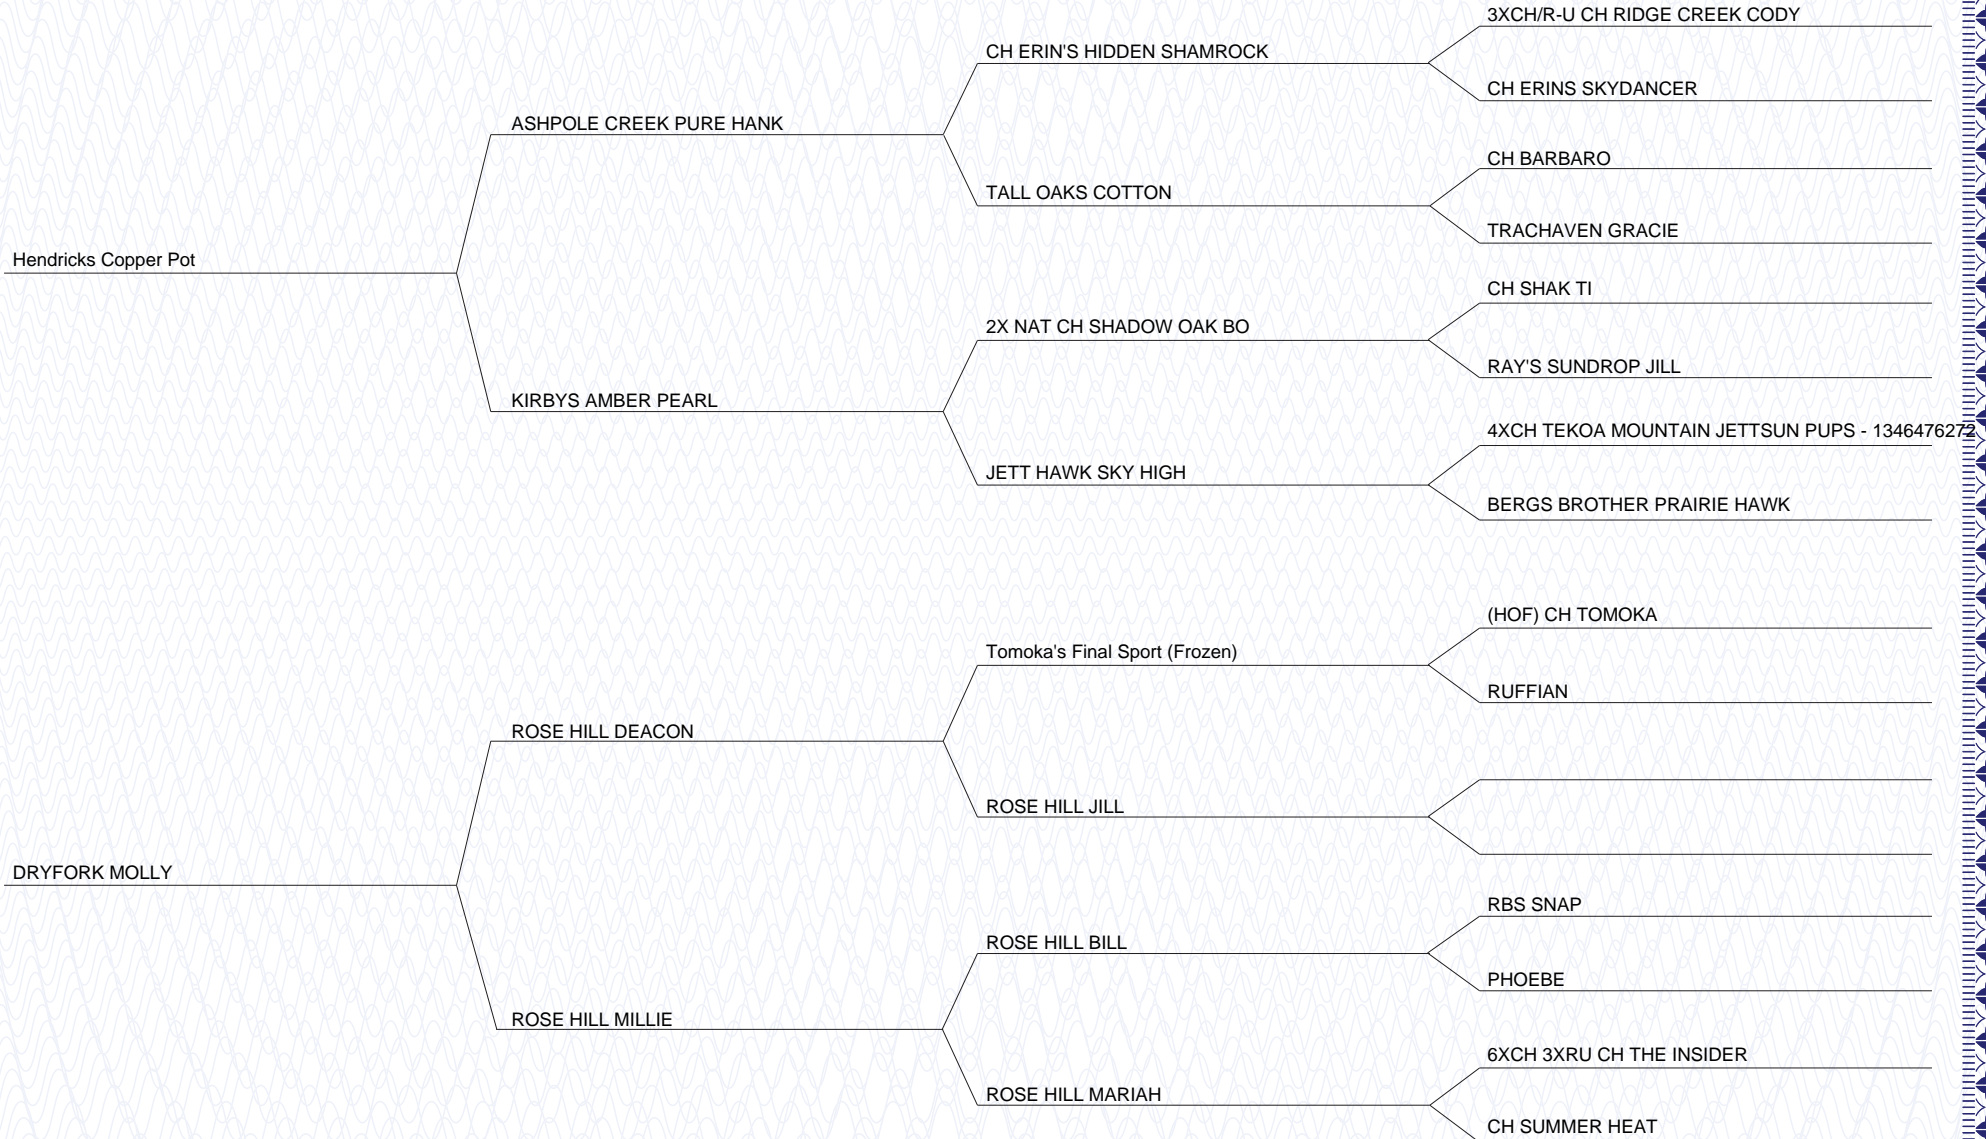 3XCH/R-U CH RIDGE CREEK CODY
CH ERIN'S HIDDEN SHAMROCK
CH ERINS SKYDANCER
ASHPOLE CREEK PURE HANK
CH BARBARO
TALL OAKS COTTON
TRACHAVEN GRACIE
Hendricks Copper Pot
CH SHAK TI
2X NAT CH SHADOW OAK BO
RAY'S SUNDROP JILL
KIRBYS AMBER PEARL
4XCH TEKOA MOUNTAIN JETTSUN PUPS - 1346476272
JETT HAWK SKY HIGH
BERGS BROTHER PRAIRIE HAWK
(HOF) CH TOMOKA
Tomoka's Final Sport (Frozen)
RUFFIAN
ROSE HILL DEACON
ROSE HILL JILL
DRYFORK MOLLY
RBS SNAP
ROSE HILL BILL
PHOEBE
ROSE HILL MILLIE
6XCH 3XRU CH THE INSIDER
ROSE HILL MARIAH
CH SUMMER HEAT